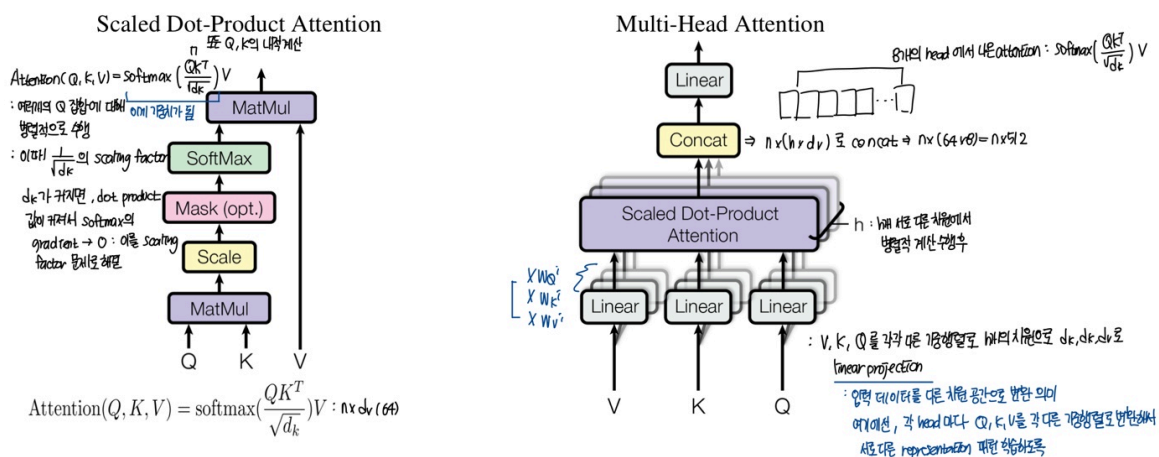 Scaled Dot-Product Attention
모든 Q, K의 내적계산
Attention(Q, K, V) = softmax(QK^T/√dk)V
: 여러개의 Q 집합에 대해
병렬적으로 수행
이게 가중치가 됨
: 이때 1/√dk 의 scaling factor
dk가 커지면, dot product
값이 커져서 softmax의
gradient → 0 : 이를 scaling
factor 문제로 해결
MatMul
SoftMax
Mask (opt.)
Scale
MatMul
Q K V
Attention(Q, K, V) = softmax(QK^T/√dk)V : n×dv (64)
Multi-Head Attention
8개의 head에서 나온 attention : softmax(QK^T/√dk)V
Linear
...
Concat
⇒ n×(h×dv) 로 concat ⇒ n×(64×8) = n×512
Scaled Dot-Product
Attention
h : h개 서로 다른 차원에서
병렬적 계산 수행후
× WQ^i
× WK^i
× WV^i
Linear Linear Linear
V K Q
: V, K, Q를 각각 다른 가중행렬로 h개의 차원으로 dk, dk, dv로
linear projection
: 입력 데이터를 다른 차원 공간으로 변환 의미
여기에선, 각 head 마다 Q, K, V를 각 다른 가중행렬로 변환해서
서로다른 representation 패턴 학습하도록